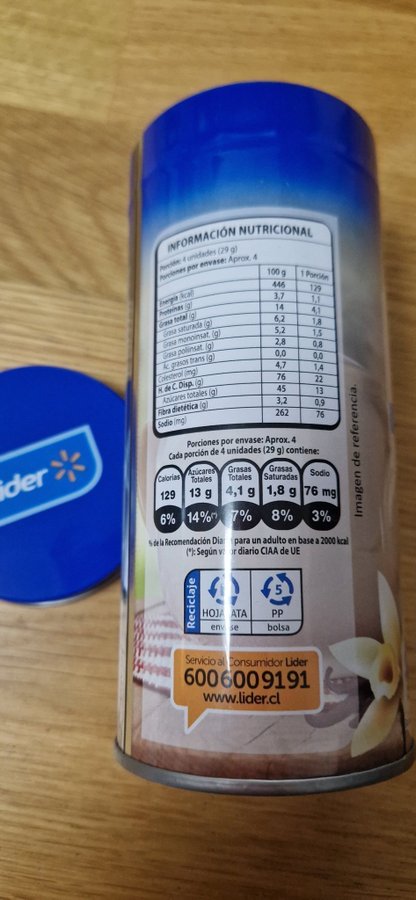 INFORMACIÓN NUTRICIONAL
Porción: 4 unidades (29 g)
Porciones por envase: Aprox. 4
100 g 1 Porción
Energía (kcal) 446 129
Proteínas (g) 3,7 1,1
Grasa total (g) 14 4,1
Grasa saturada (g) 6,2 1,8
Grasa monoinsat. (g) 5,2 1,5
Grasa poliinsat. (g) 2,8 0,8
Ac. grasos trans (g) 0,0 0,0
Colesterol (mg) 4,7 1,4
H. de C. Disp. (g) 76 22
Azúcares totales (g) 45 13
Fibra dietética (g) 3,2 0,9
Sodio (mg) 262 76
Porciones por envase: Aprox. 4
Cada porción de 4 unidades (29 g) contiene:
Calorías Azúcares Totales Grasas Totales Grasas Saturadas Sodio
129 13 g 4,1 g 1,8 g 76 mg
6% 14%(*) 7% 8% 3%
% de la Recomendación Diaria para un adulto en base a 2000 kcal
(*): Según valor diario CIAA de UE
Imagen de referencia.
Reciclaje
5
HOJALATA PP
envase bolsa
Servicio al Consumidor Lider
6006009191
www.lider.cl
ider